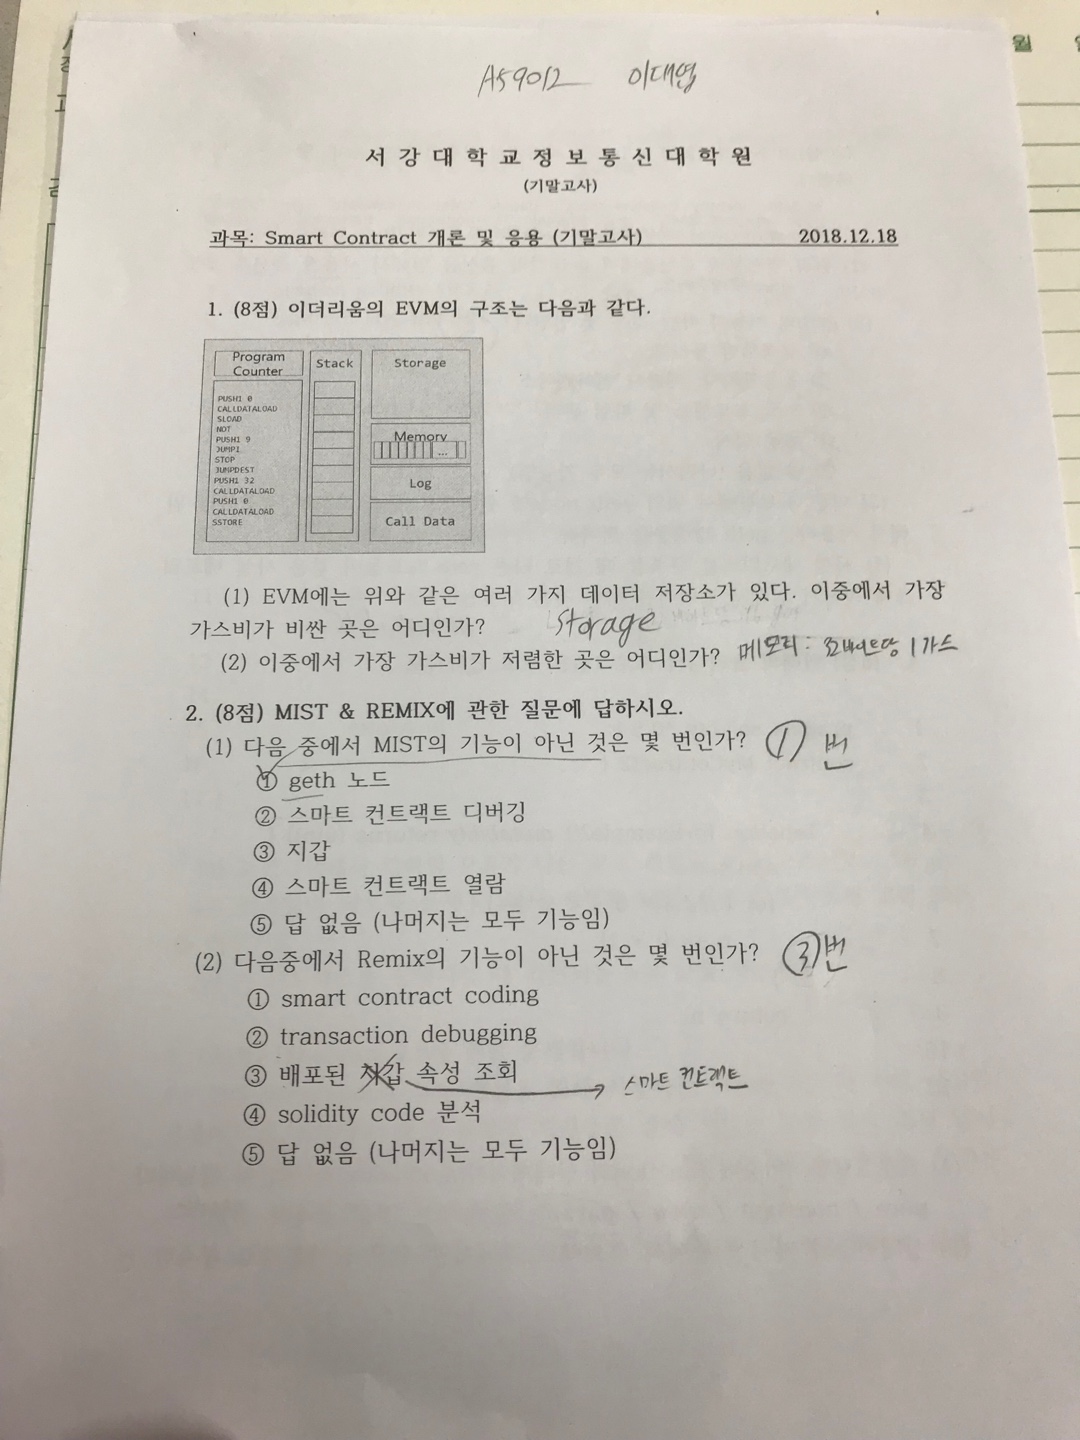 A59012 이대엽
서강대학교정보통신대학원
(기말고사)
과목: Smart Contract 개론 및 응용 (기말고사) 2018.12.18
1. (8점) 이더리움의 EVM의 구조는 다음과 같다.
Program
Counter
PUSH1 0
CALLDATALOAD
SLOAD
NOT
PUSH1 9
JUMPI
STOP
JUMPDEST
PUSH1 32
CALLDATALOAD
PUSH1 0
CALLDATALOAD
SSTORE
Stack
Storage
Memory
...
Log
Call Data
(1) EVM에는 위와 같은 여러 가지 데이터 저장소가 있다. 이중에서 가장
가스비가 비싼 곳은 어디인가? Storage
(2) 이중에서 가장 가스비가 저렴한 곳은 어디인가? 메모리: 바이트당 1가스
2. (8점) MIST & REMIX에 관한 질문에 답하시오.
(1) 다음 중에서 MIST의 기능이 아닌 것은 몇 번인가? ① 번
① geth 노드
② 스마트 컨트랙트 디버깅
③ 지갑
④ 스마트 컨트랙트 열람
⑤ 답 없음 (나머지는 모두 기능임)
(2) 다음중에서 Remix의 기능이 아닌 것은 몇 번인가? ③번
① smart contract coding
② transaction debugging
③ 배포된 지갑 속성 조회 스마트 컨트랙트
④ solidity code 분석
⑤ 답 없음 (나머지는 모두 기능임)
월